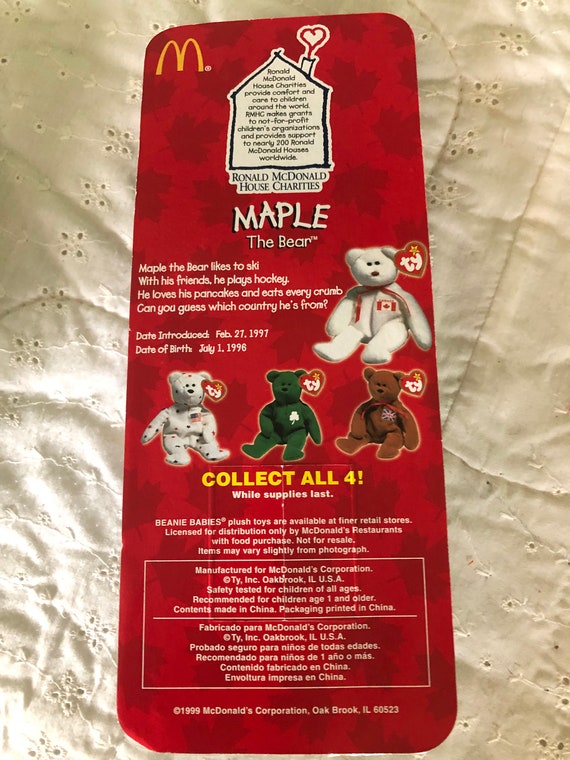 Ronald
McDonald
House Charities
provide comfort and
care to children
around the world.
RMHC makes grants
to not-for-profit
children's organizations
and provides support
to nearly 200 Ronald
McDonald Houses
worldwide.
RONALD MCDONALD
HOUSE CHARITIES
MAPLE
The Bear™
Maple the Bear likes to ski
With his friends, he plays hockey.
He loves his pancakes and eats every crumb
Can you guess which country he's from?
Date Introduced: Feb. 27, 1997
Date of Birth: July 1, 1996
ty
ty
ty
ty
COLLECT ALL 4!
While supplies last.
BEANIE BABIES® plush toys are available at finer retail stores.
Licensed for distribution only by McDonald's Restaurants
with food purchase. Not for resale.
Items may vary slightly from photograph.
Manufactured for McDonald's Corporation.
©Ty, Inc. Oakbrook, IL U.S.A.
Safety tested for children of all ages.
Recommended for children age 1 and older.
Contents made in China. Packaging printed in China.
Fabricado para McDonald's Corporation.
©Ty, Inc. Oakbrook, IL U.S.A.
Probado seguro para niños de todas edades.
Recomendado para niños de 1 año o más.
Contenido fabricado en China.
Envoltura impresa en China.
©1999 McDonald's Corporation, Oak Brook, IL 60523